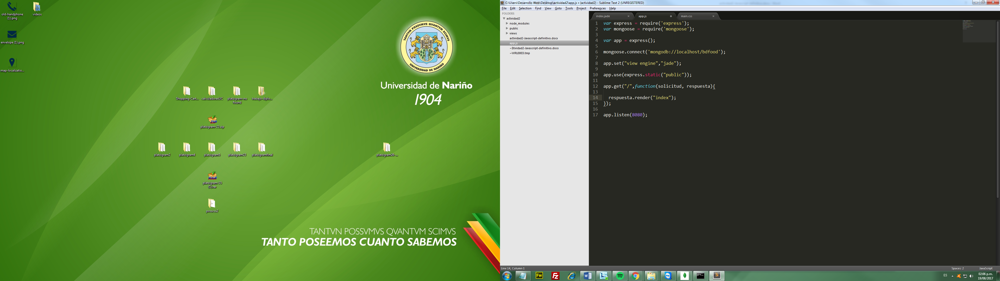 old-handphone
(1).png
videos
envelope (1).png
map-localizatio...
TANTVM POSSVMVS QVANTVM SCIMVS
UNIVERSIDAD DE NARIÑO
Universidad de Nariño
1904
Shopping-Cart...
calculadorasUC
platzigram-no
found
trabajo-diplo...
platzigram-23.zip
platzigram2
platzigram4
platzigram5
platzigram23
platzigramfinal
platzigram26-...
platzigram-15
(1).rar
posscss2
TANTVN POSSVMVS QVANTVM SCIMVS
TANTO POSEEMOS CUANTO SABEMOS
C:\Users\Desarrollo Web\Desktop\actividad2\app.js • (actividad2) - Sublime Text 2 (UNREGISTERED)
File Edit Selection Find View Goto Tools Project Preferences Help
FOLDERS
actividad2
node_modules
public
views
actividad2-Javascript-definitivo.docx
app.js
~$tividad2-Javascript-definitivo.docx
~WRL0003.tmp
index.jade
app.js
main.css
1 var express = require('express');
2 var mongoose = require('mongoose');
3
4 var app = express();
5
6 mongoose.connect('mongodb://localhost/bdfood');
7
8 app.set("view engine","jade");
9
10 app.use(express.static("public"));
11
12 app.get("/",function(solicitud, respuesta){
13
14 respuesta.render("index");
15 });
16
17 app.listen(8080);
Line 14, Column 1
Spaces: 2
JavaScript
Fw
Fz
W
S
ES
02:06 p.m.
19/08/2017